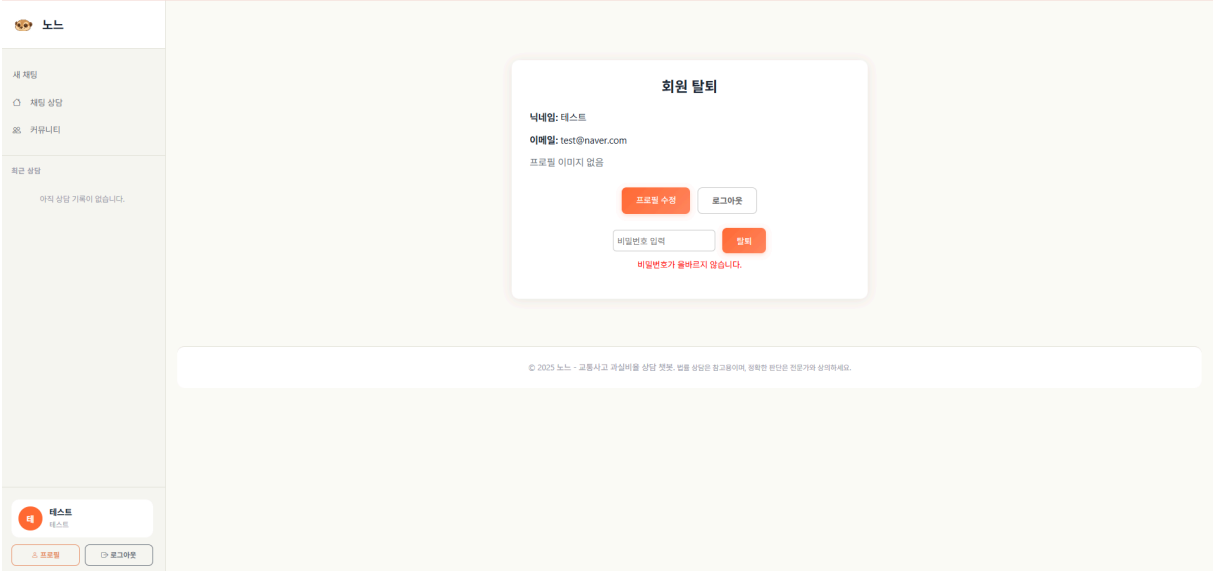 노느
새 채팅
채팅 상담
커뮤니티
최근 상담
아직 상담 기록이 없습니다.
테
테스트
테스트
프로필
로그아웃
회원 탈퇴
닉네임: 테스트
이메일: test@naver.com
프로필 이미지 없음
프로필 수정
로그아웃
비밀번호 입력
탈퇴
비밀번호가 올바르지 않습니다.
© 2025 노느 - 교통사고 과실비율 상담 챗봇. 법률 상담은 참고용이며, 정확한 판단은 전문가와 상의하세요.